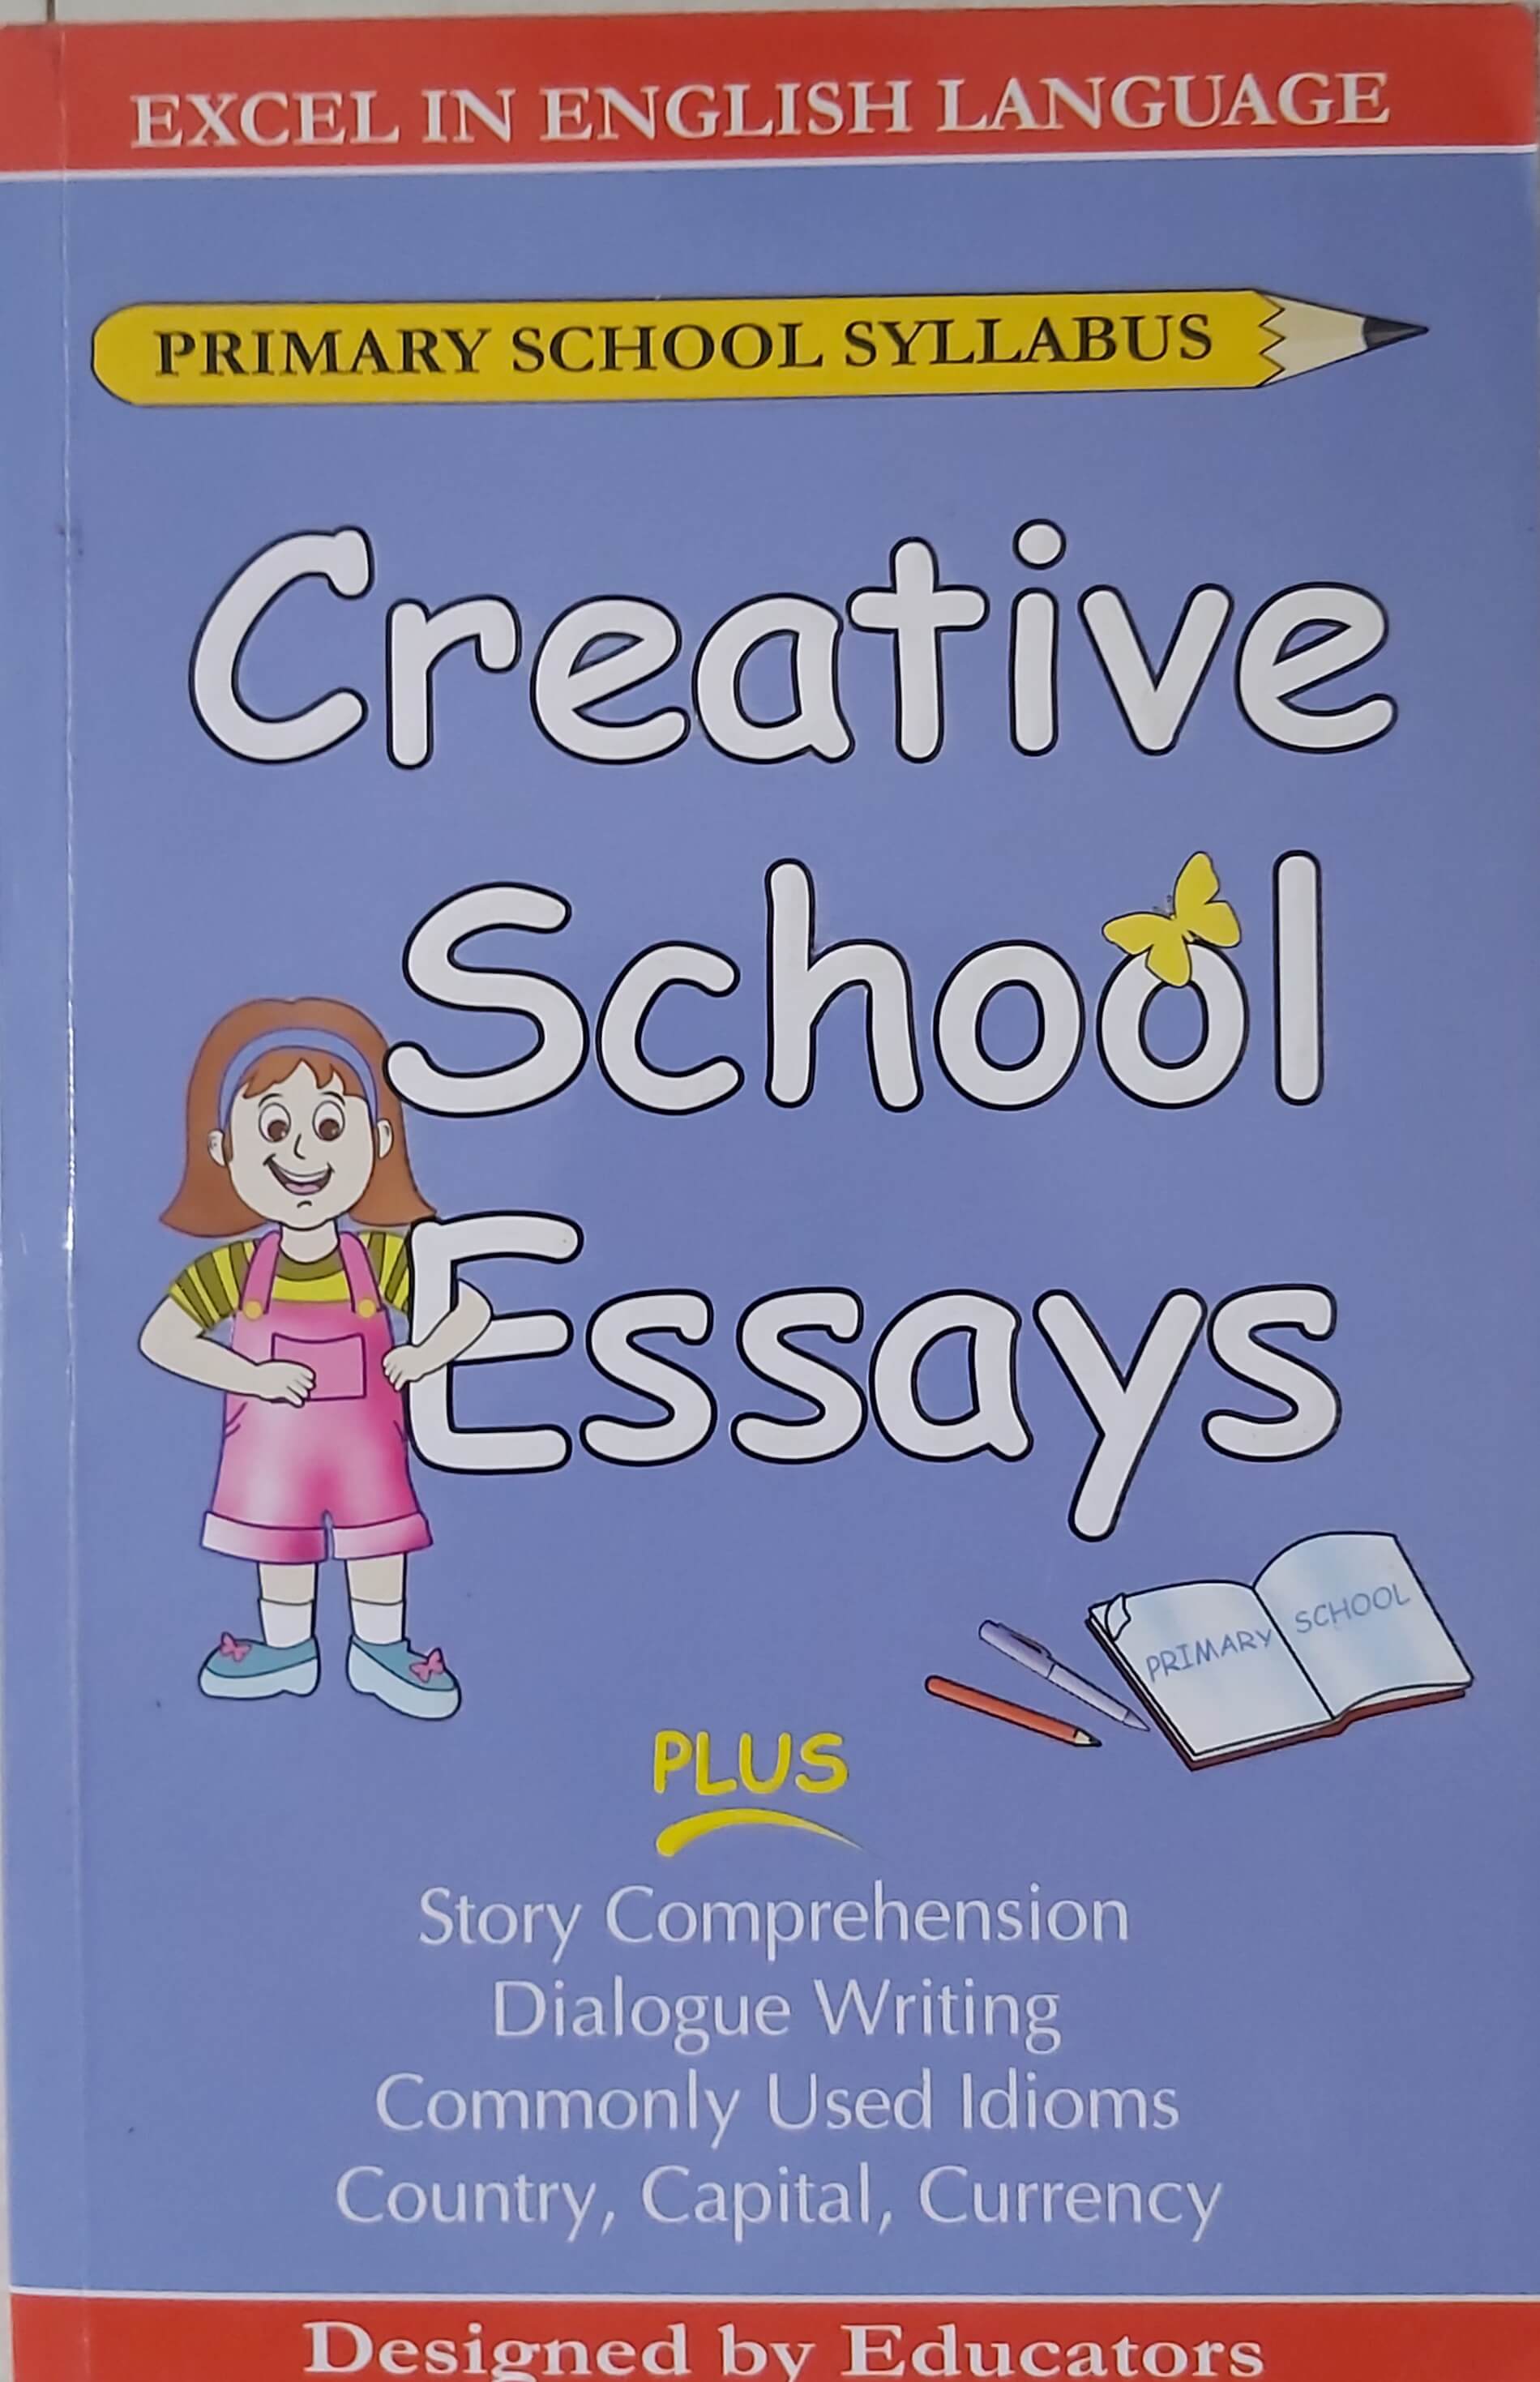 EXCEL IN ENGLISH LANGUAGE
PRIMARY SCHOOL SYLLABUS
Creative
School
Essays
PRIMARY SCHOOL
PLUS
Story Comprehension
Dialogue Writing
Commonly Used Idioms
Country, Capital, Currency
Designed by Educators